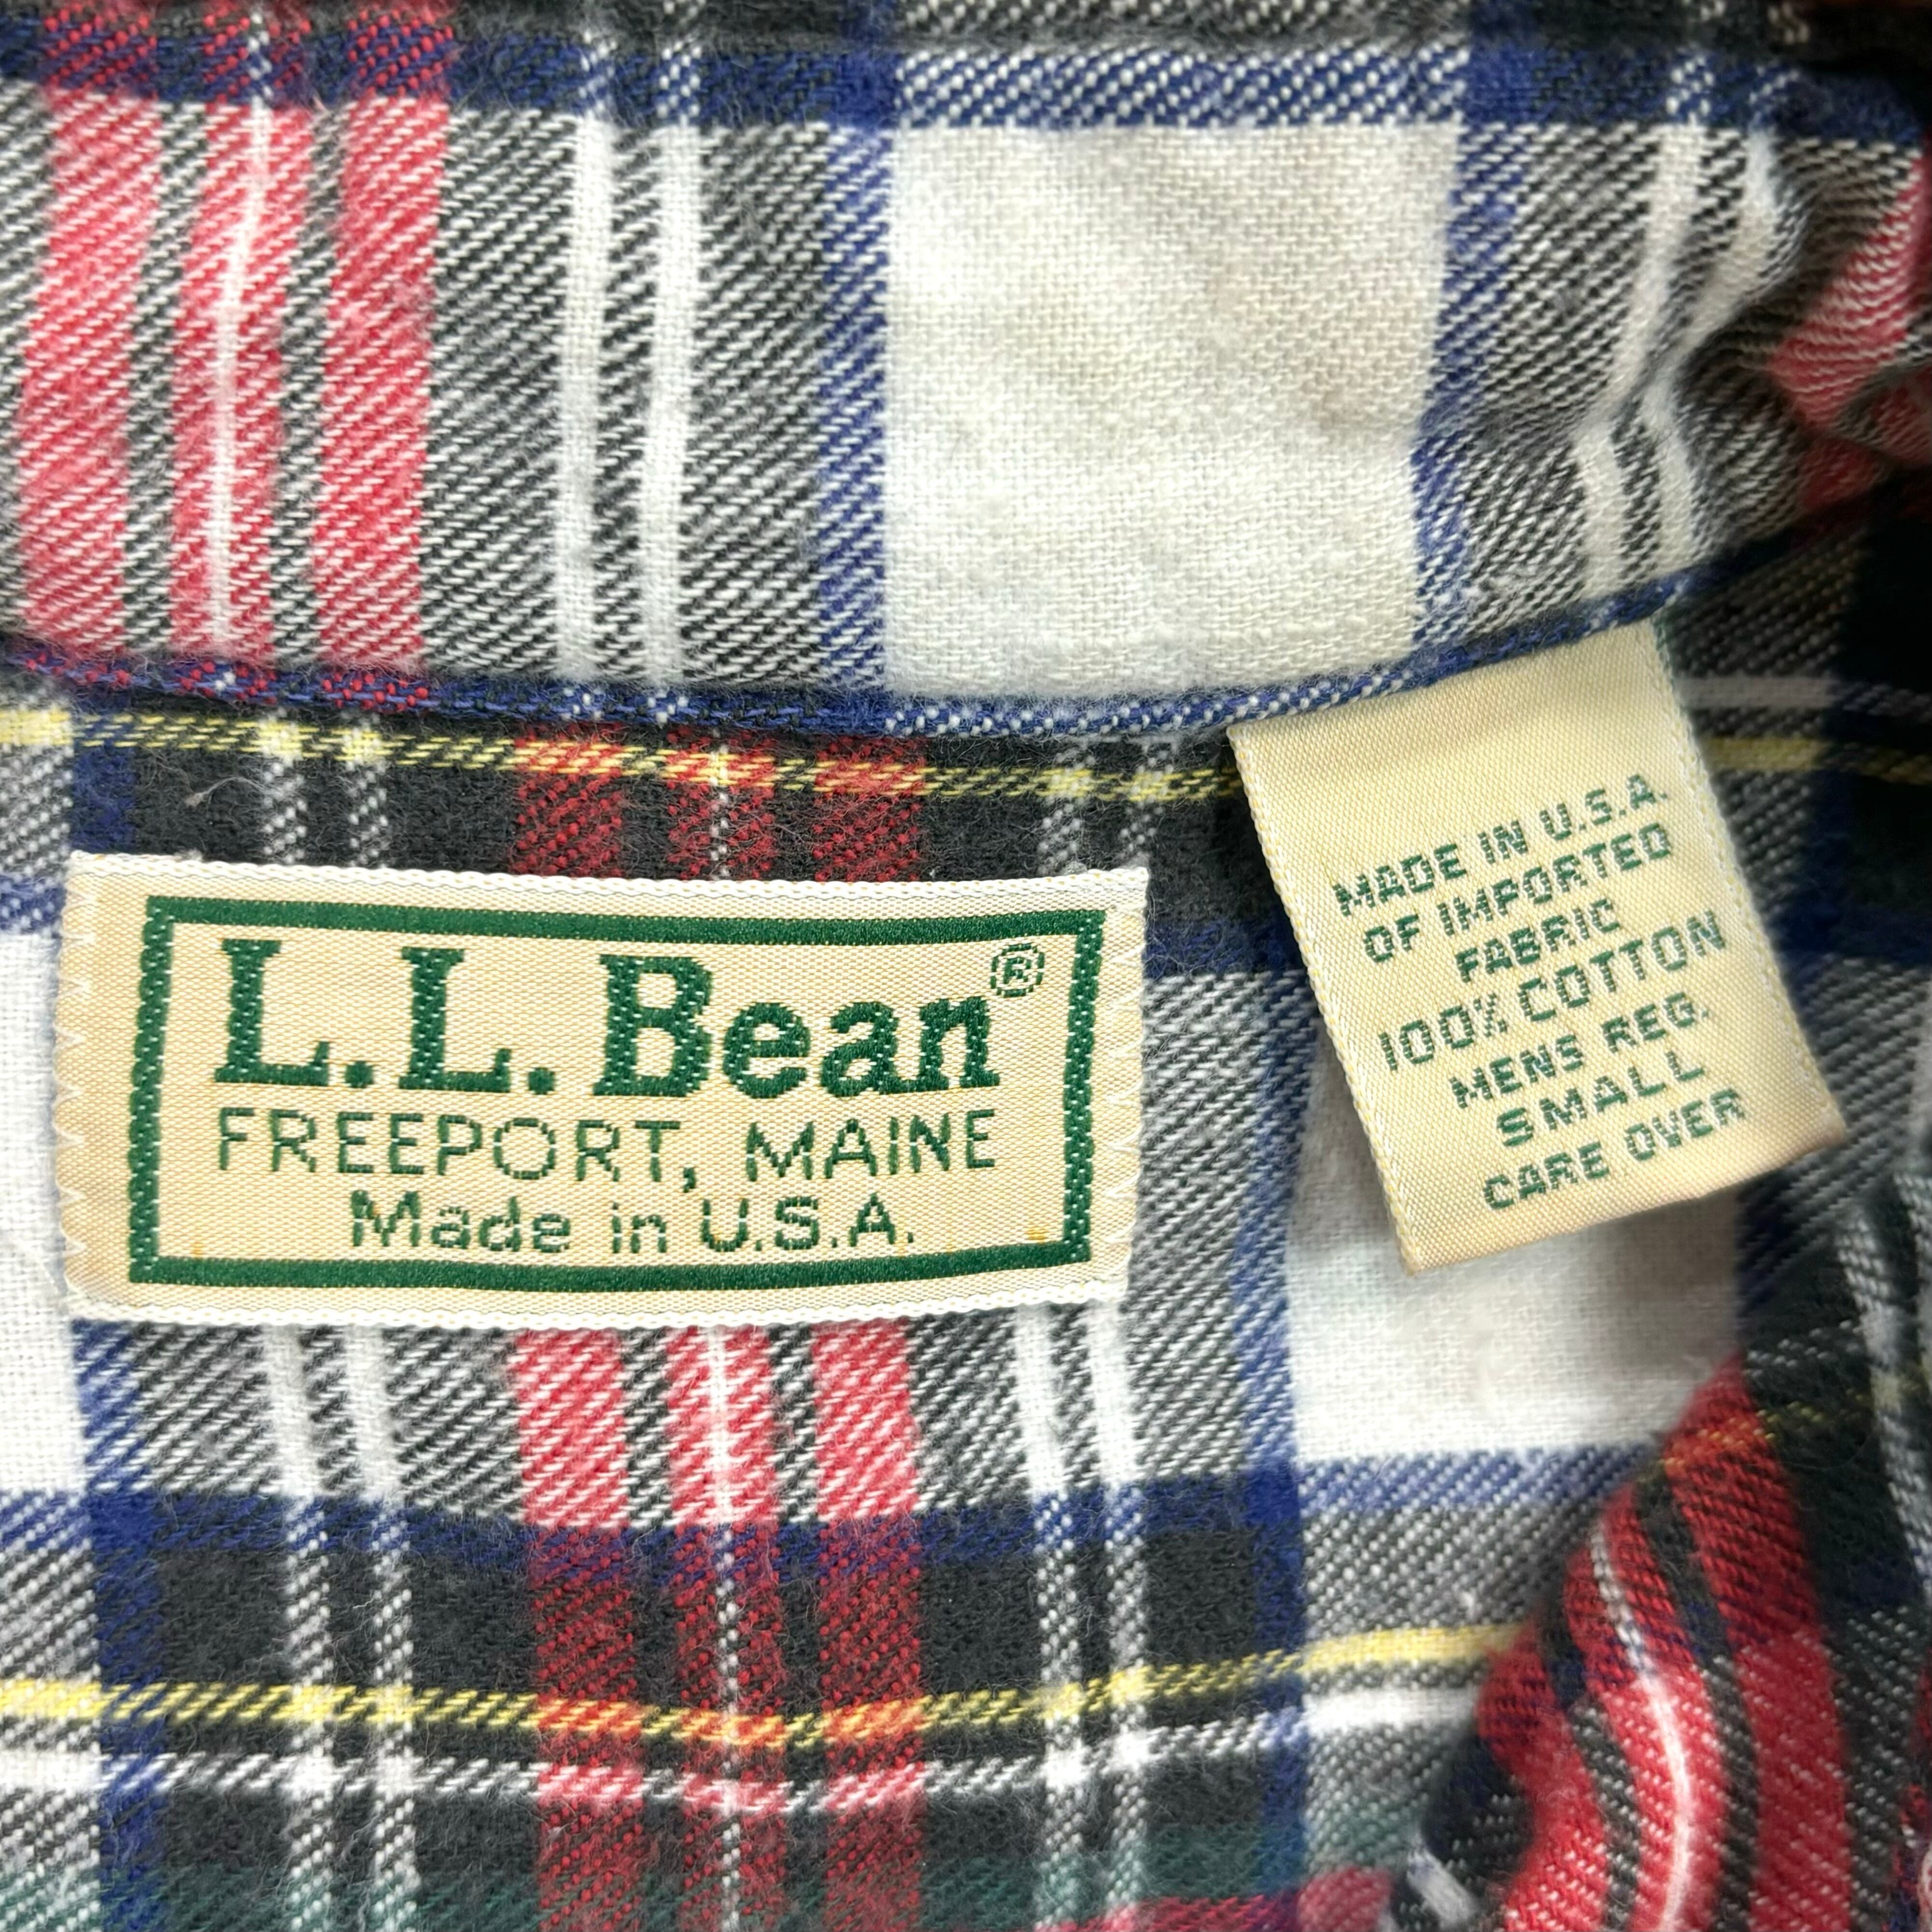 L.L.Bean®
FREEPORT, MAINE
Made in U.S.A.
MADE IN U.S.A.
OF IMPORTED
FABRIC
100% COTTON
MENS REG.
SMALL
CARE OVER